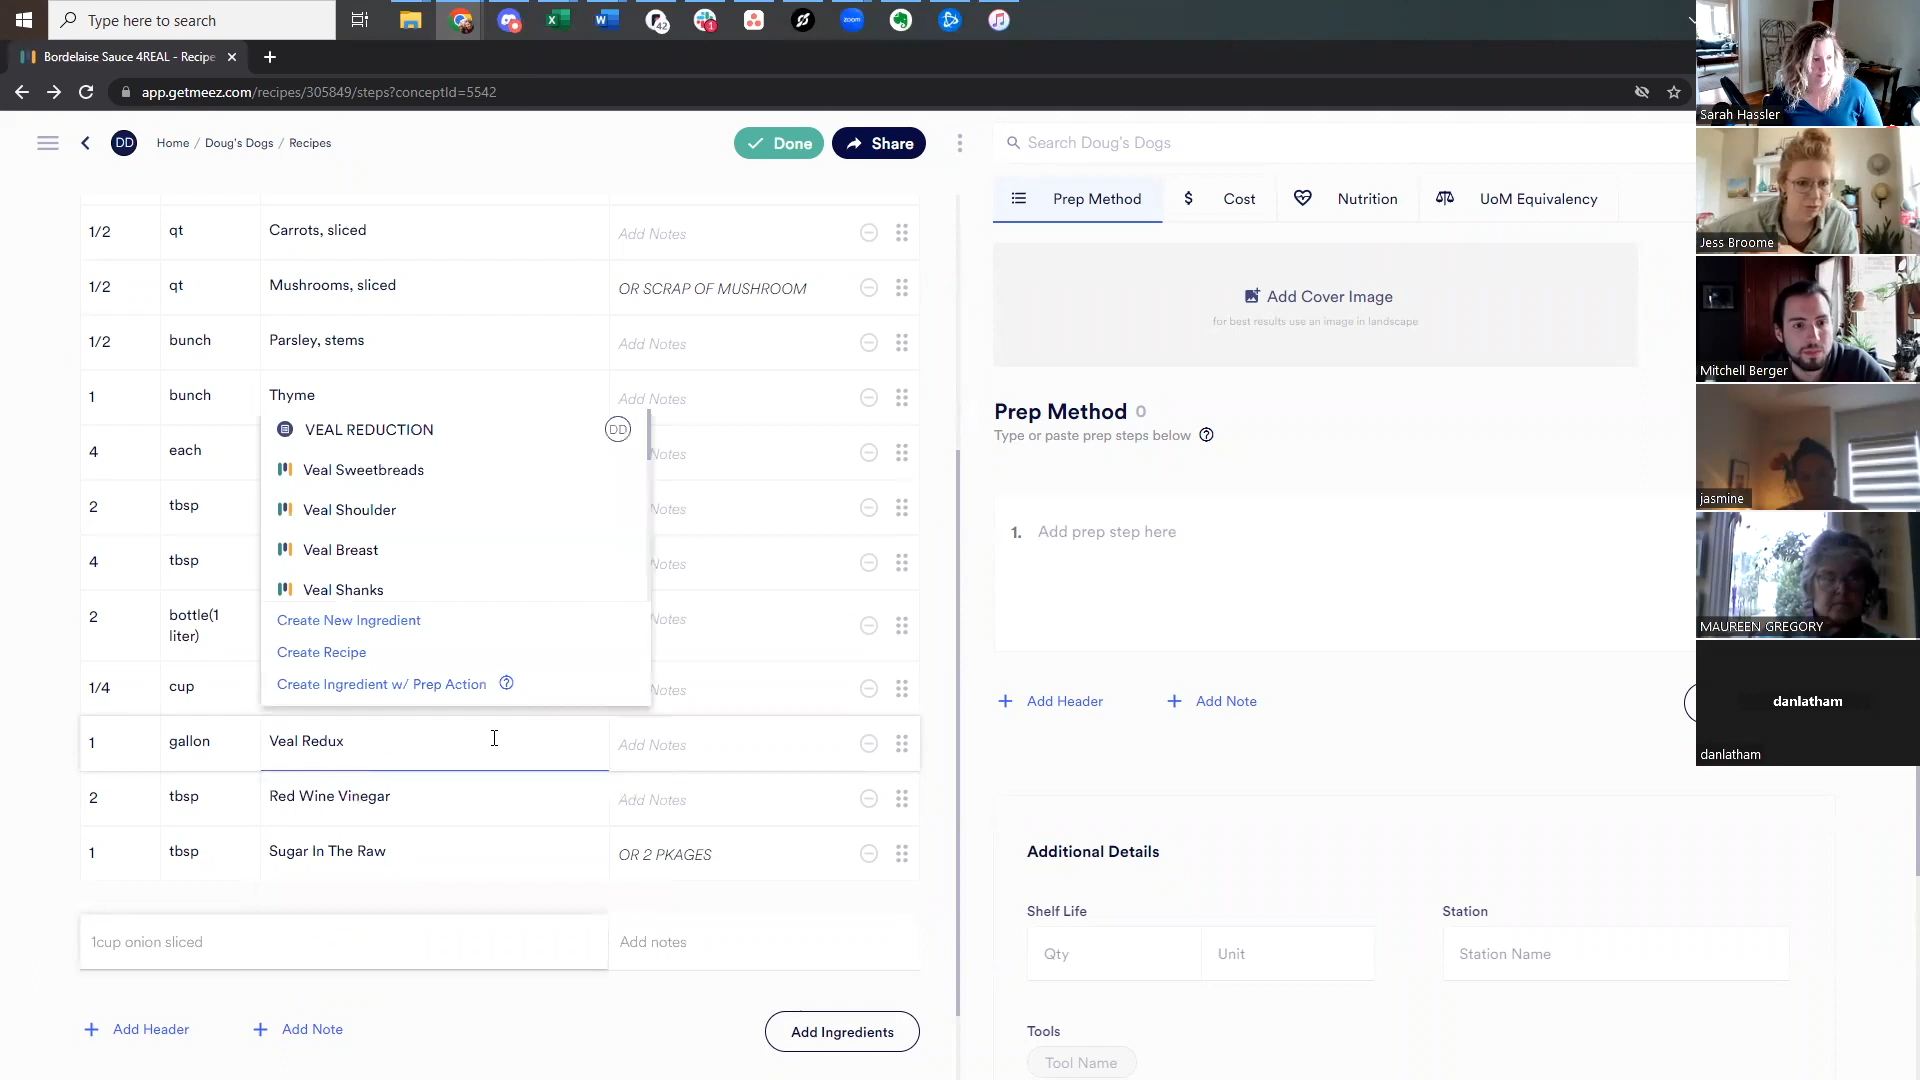 Type here to search
42
1
zoom
Bordelaise Sauce 4REAL - Recipe
app.getmeez.com/recipes/305849/steps?conceptId=5542
DD
Home / Doug's Dogs / Recipes
Done
Share
Search Doug's Dogs
Prep Method
$ Cost
Nutrition
UoM Equivalency
1/2 qt Carrots, sliced Add Notes
1/2 qt Mushrooms, sliced OR SCRAP OF MUSHROOM
1/2 bunch Parsley, stems Add Notes
1 bunch Thyme Add Notes
4 each Notes
2 tbsp Notes
4 tbsp Notes
2 bottle(1 liter) Notes
1/4 cup Notes
VEAL REDUCTION DD
Veal Sweetbreads
Veal Shoulder
Veal Breast
Veal Shanks
Create New Ingredient
Create Recipe
Create Ingredient w/ Prep Action ?
1 gallon Veal Redux Add Notes
2 tbsp Red Wine Vinegar Add Notes
1 tbsp Sugar In The Raw OR 2 PKAGES
1cup onion sliced Add notes
+ Add Header
+ Add Note
Add Ingredients
Add Cover Image
for best results use an image in landscape
Prep Method 0
Type or paste prep steps below ?
1. Add prep step here
+ Add Header
+ Add Note
Additional Details
Shelf Life
Station
Qty
Unit
Station Name
Tools
Tool Name
Sarah Hassler
Jess Broome
Mitchell Berger
jasmine
MAUREEN GREGORY
danlatham
danlatham